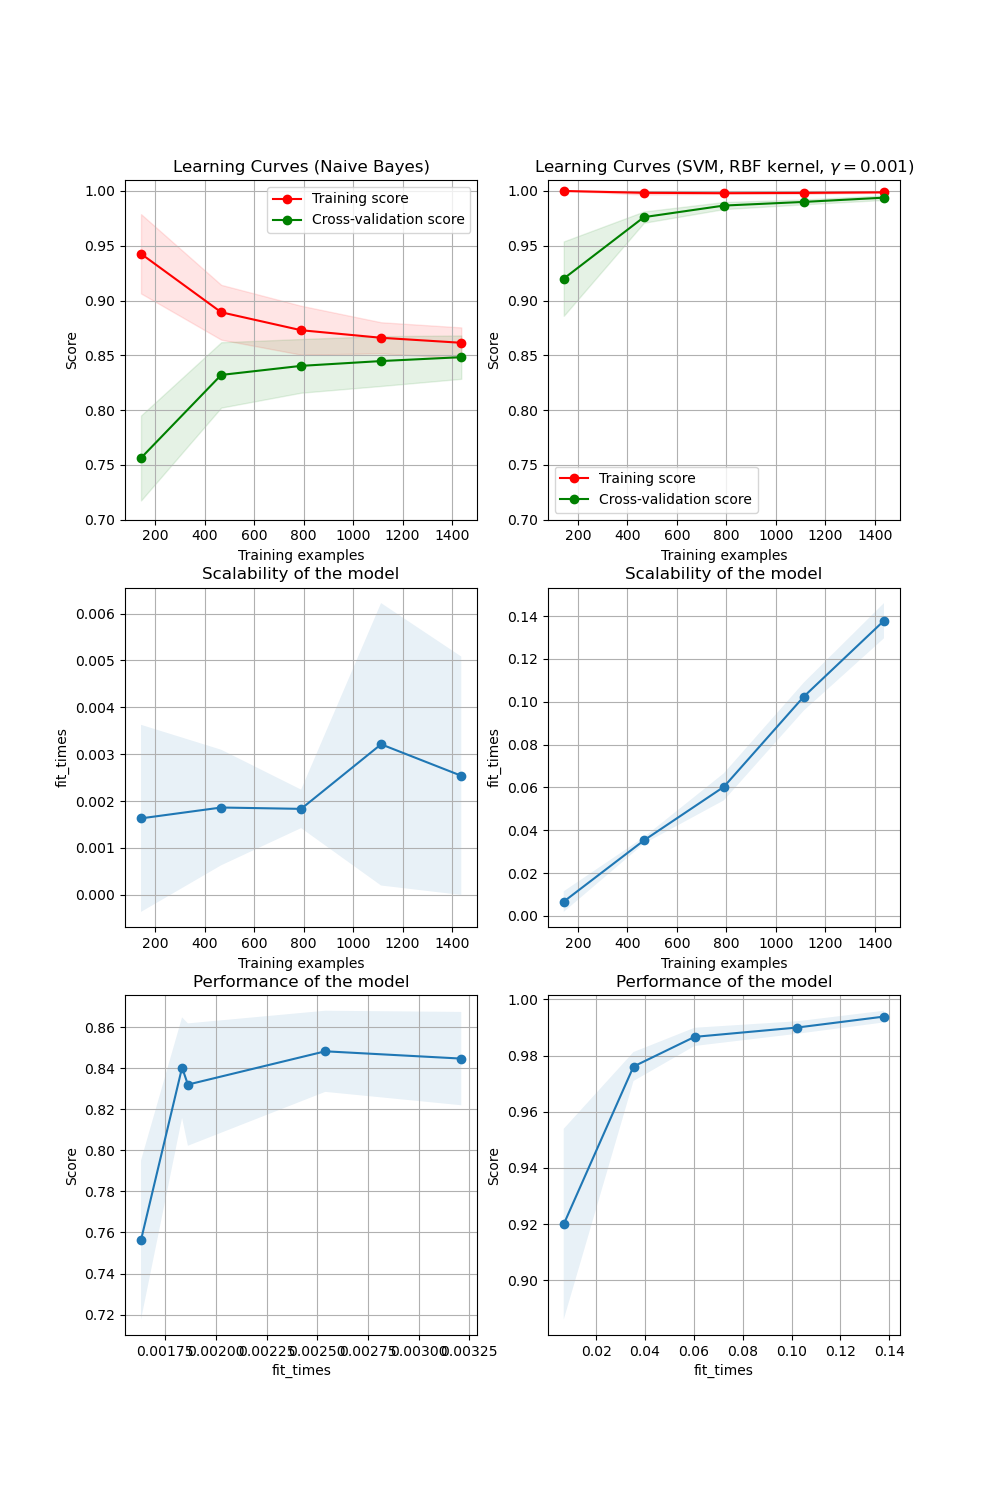 Learning Curves (Naive Bayes)
Learning Curves (SVM, RBF kernel, γ = 0.001)
Score
1.00
0.95
0.90
0.85
0.80
0.75
0.70
Training score
Cross-validation score
200 400 600 800 1000 1200 1400
Training examples
Score
1.00
0.95
0.90
0.85
0.80
0.75
0.70
Training score
Cross-validation score
200 400 600 800 1000 1200 1400
Training examples
Scalability of the model
fit_times
0.006
0.005
0.004
0.003
0.002
0.001
0.000
200 400 600 800 1000 1200 1400
Training examples
Scalability of the model
fit_times
0.14
0.12
0.10
0.08
0.06
0.04
0.02
0.00
200 400 600 800 1000 1200 1400
Training examples
Performance of the model
Score
0.86
0.84
0.82
0.80
0.78
0.76
0.74
0.72
0.00175 0.00200 0.00225 0.00250 0.00275 0.00300 0.00325
fit_times
Performance of the model
Score
1.00
0.98
0.96
0.94
0.92
0.90
0.02 0.04 0.06 0.08 0.10 0.12 0.14
fit_times